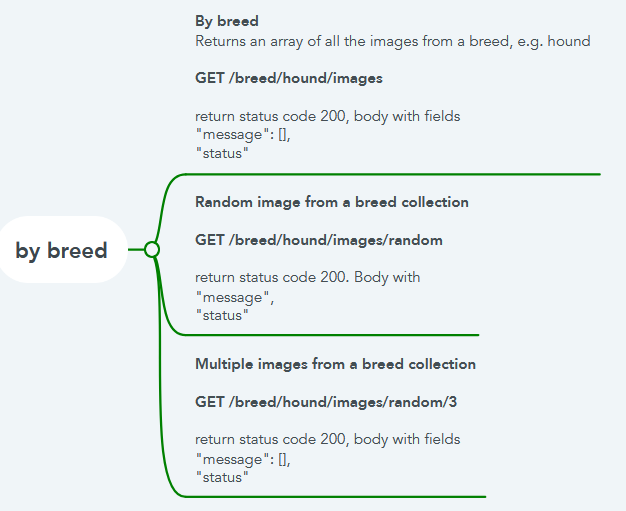 by breed
By breed
Returns an array of all the images from a breed, e.g. hound
GET /breed/hound/images
return status code 200, body with fields
"message": [],
"status"
Random image from a breed collection
GET /breed/hound/images/random
return status code 200. Body with
"message",
"status"
Multiple images from a breed collection
GET /breed/hound/images/random/3
return status code 200, body with fields
"message": [],
"status"